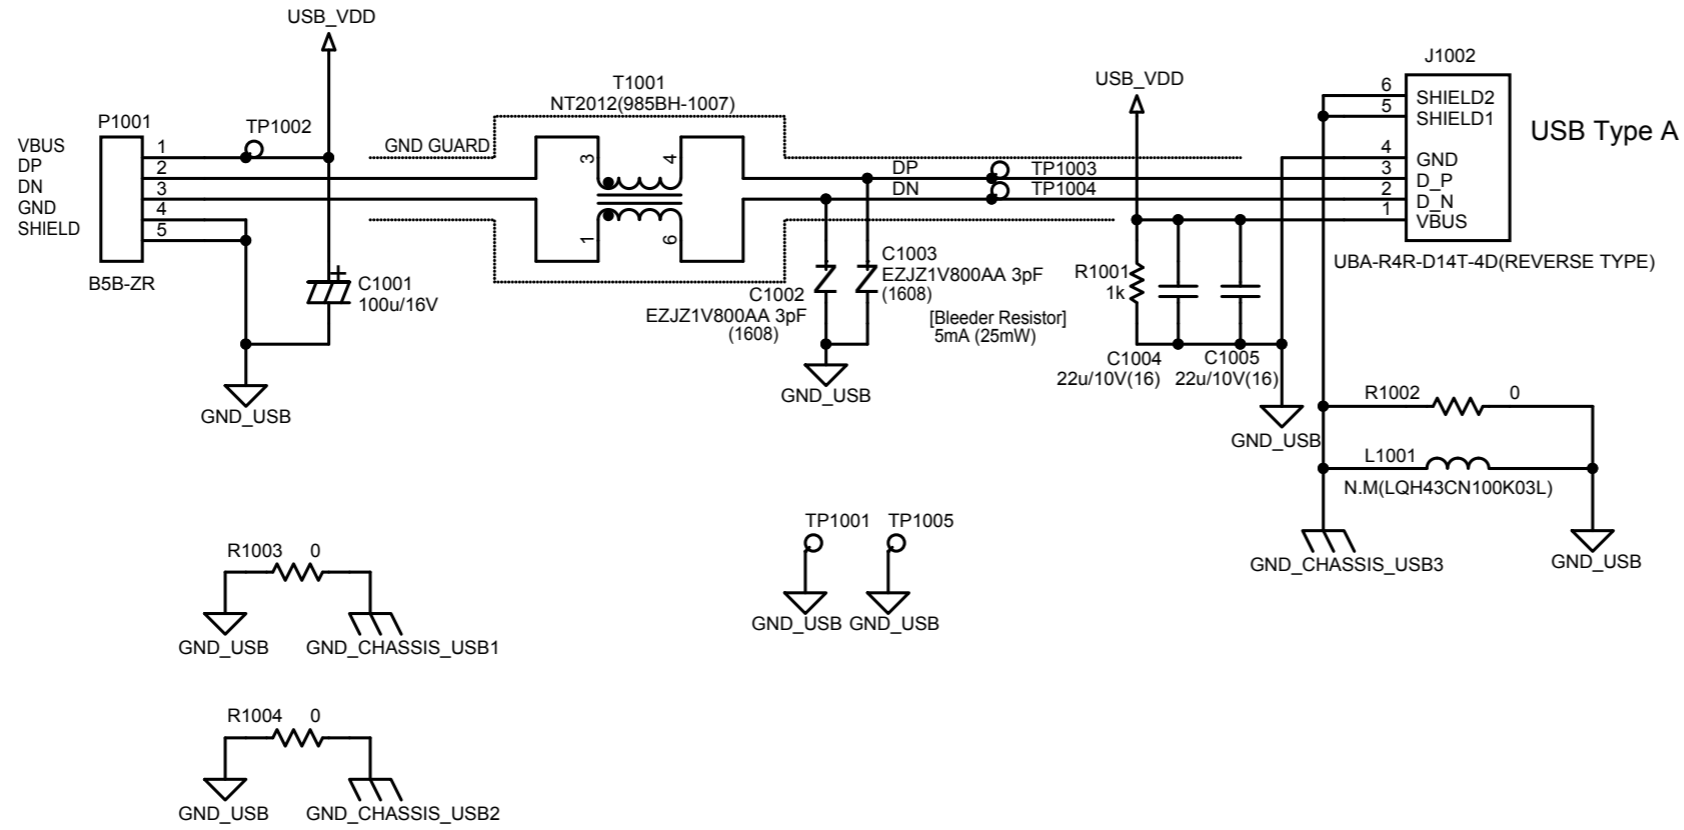 USB_VDD
T1001
NT2012(985BH-1007)
USB_VDD
J1002
P1001
TP1002
GND GUARD
VBUS
DP
DN
GND
SHIELD
1
2
3
4
5
B5B-ZR
3
4
1
6
DP
DN
TP1003
TP1004
6
5
4
3
2
1
SHIELD2
SHIELD1
GND
D_P
D_N
VBUS
USB Type A
UBA-R4R-D14T-4D(REVERSE TYPE)
+
C1001
100u/16V
GND_USB
C1003
EZJZ1V800AA 3pF
(1608)
C1002
EZJZ1V800AA 3pF
(1608)
GND_USB
R1001
1k
[Bleeder Resistor]
5mA (25mW)
C1004
22u/10V(16)
C1005
22u/10V(16)
GND_USB
R1002
0
L1001
N.M(LQH43CN100K03L)
GND_CHASSIS_USB3
GND_USB
TP1001
TP1005
GND_USB
GND_USB
R1003
0
GND_USB
GND_CHASSIS_USB1
R1004
0
GND_USB
GND_CHASSIS_USB2